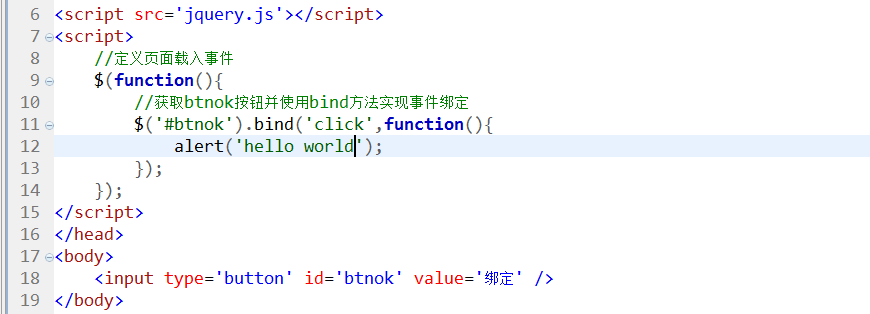 6 <script src='jquery.js'></script>
7 <script>
8 //定义页面载入事件
9 $(function(){
10 //获取btnok按钮并使用bind方法实现事件绑定
11 $('#btnok').bind('click',function(){
12 alert('hello world');
13 });
14 });
15 </script>
16 </head>
17 <body>
18 <input type='button' id='btnok' value='绑定' />
19 </body>